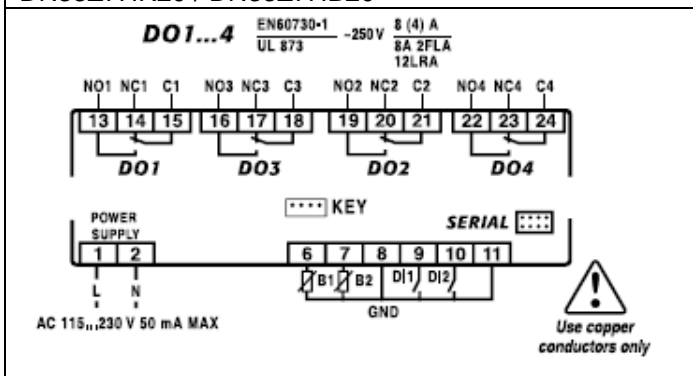 DO1...4 EN60730-1 ~250 V 8 (4) A
UL 873 8A 2FLA
12LRA
NO1 NC1 C1 NO3 NC3 C3 NO2 NC2 C2 NO4 NC4 C4
13 14 15 16 17 18 19 20 21 22 23 24
DO1 DO3 DO2 DO4
KEY
POWER SUPPLY
SERIAL
1 2 6 7 8 9 10 11
L N B1 B2 DI1 DI2
GND
AC 115...230 V 50 mA MAX
!
Use copper
conductors only